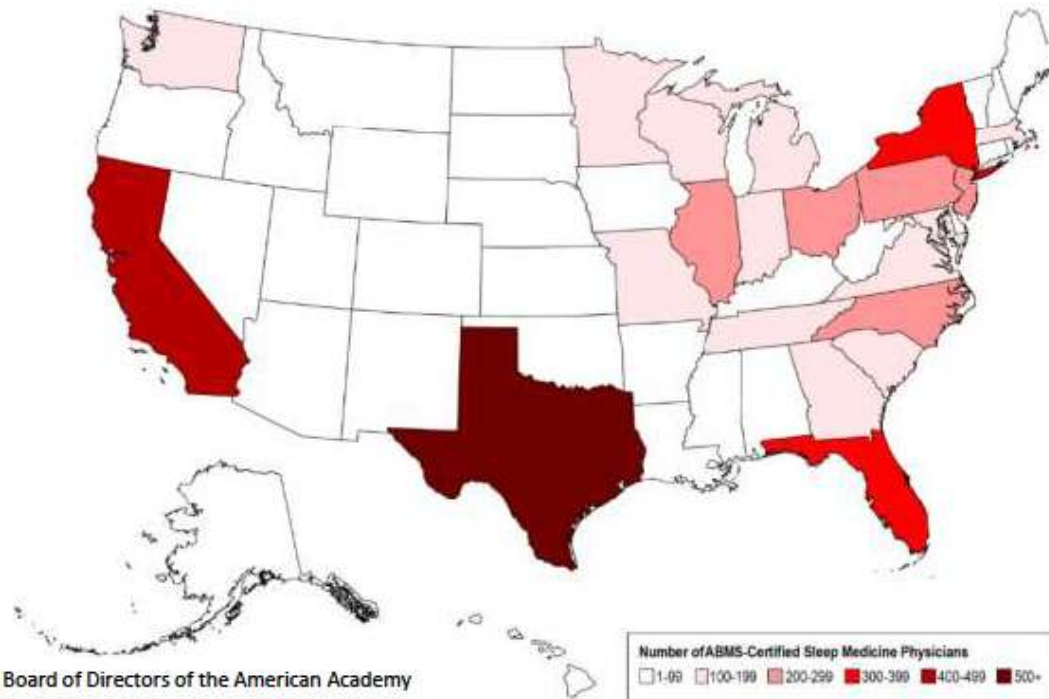 Number of ABMS-Certified Sleep Medicine Physicians
1-99 100-199 200-299 300-399 400-499 500+
Board of Directors of the American Academy